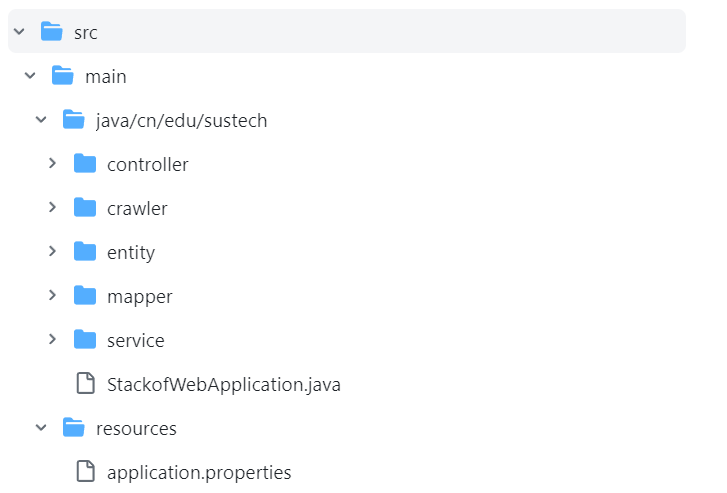 src
main
java/cn/edu/sustech
controller
crawler
entity
mapper
service
StackofWebApplication.java
resources
application.properties